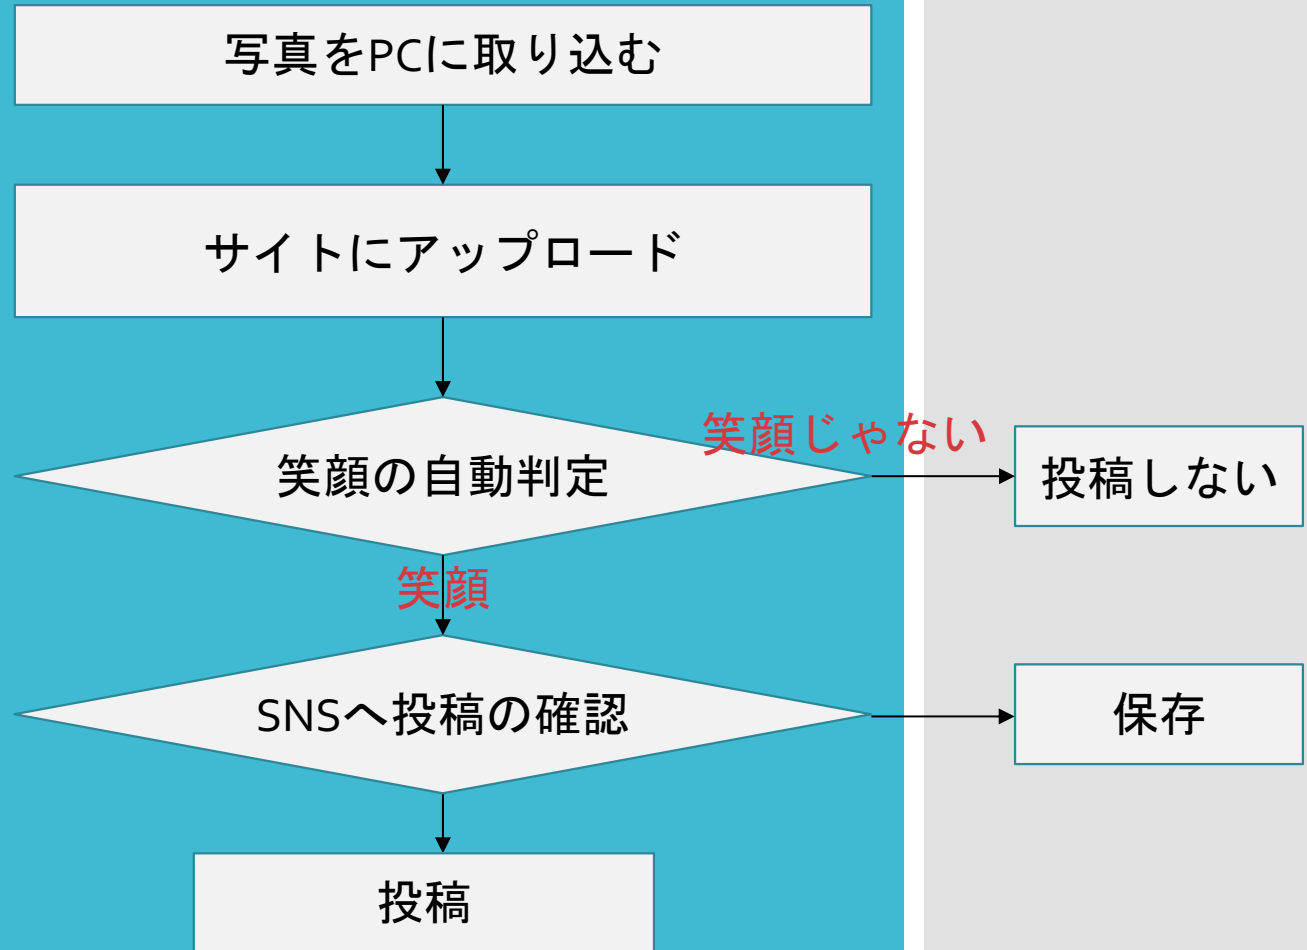 写真をPCに取り込む
サイトにアップロード
笑顔じゃない
笑顔の自動判定
投稿しない
笑顔
SNSへ投稿の確認
保存
投稿